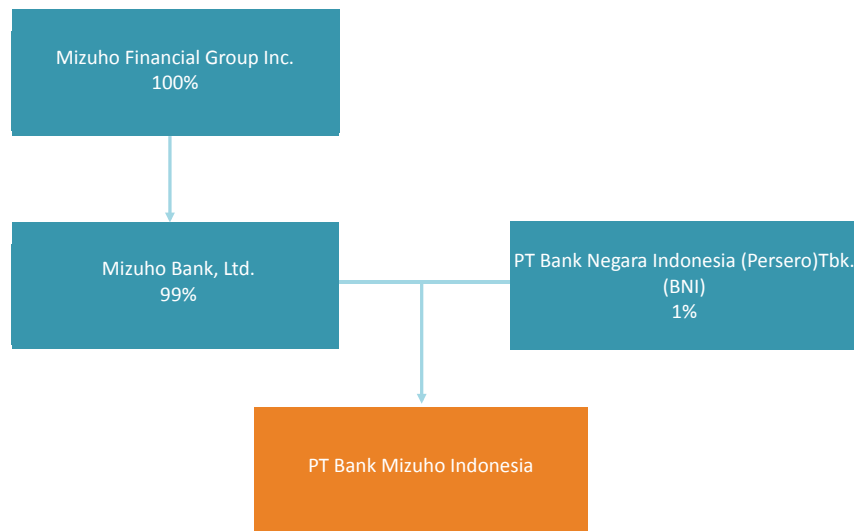 Mizuho Financial Group Inc.
100%
Mizuho Bank, Ltd.
99%
PT Bank Negara Indonesia (Persero)Tbk.
(BNI)
1%
PT Bank Mizuho Indonesia